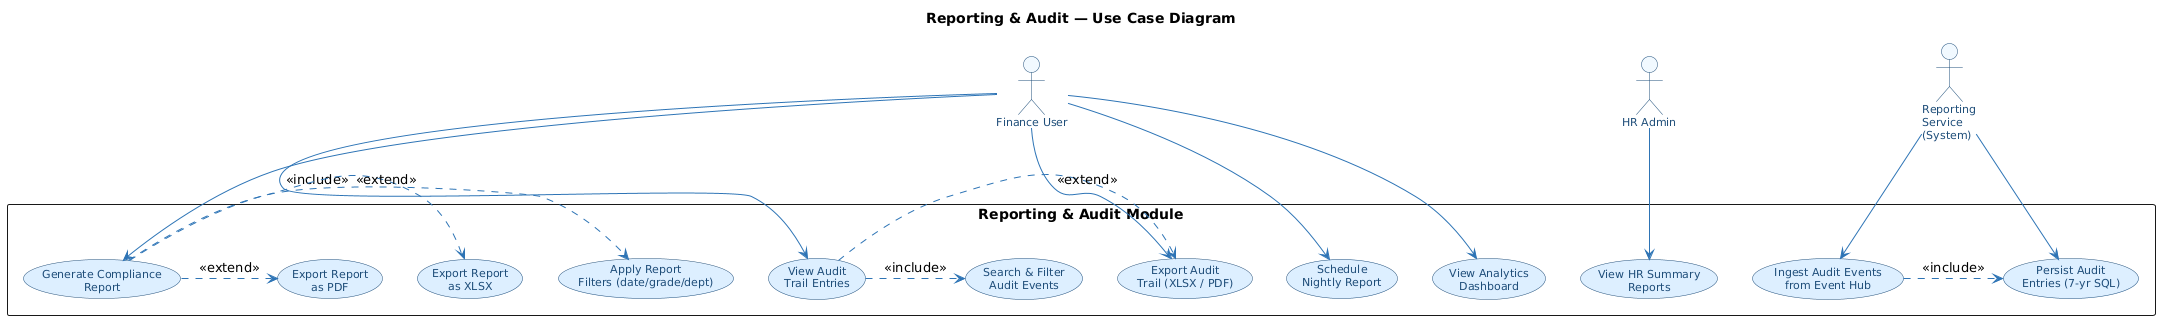 Reporting & Audit — Use Case Diagram
Finance User
HR Admin
Reporting
Service
(System)
«include»
«extend»
«extend»
Reporting & Audit Module
Generate Compliance
Report
«extend»
Export Report
as PDF
Export Report
as XLSX
Apply Report
Filters (date/grade/dept)
View Audit
Trail Entries
«include»
Search & Filter
Audit Events
Export Audit
Trail (XLSX / PDF)
Schedule
Nightly Report
View Analytics
Dashboard
View HR Summary
Reports
Ingest Audit Events
from Event Hub
«include»
Persist Audit
Entries (7-yr SQL)